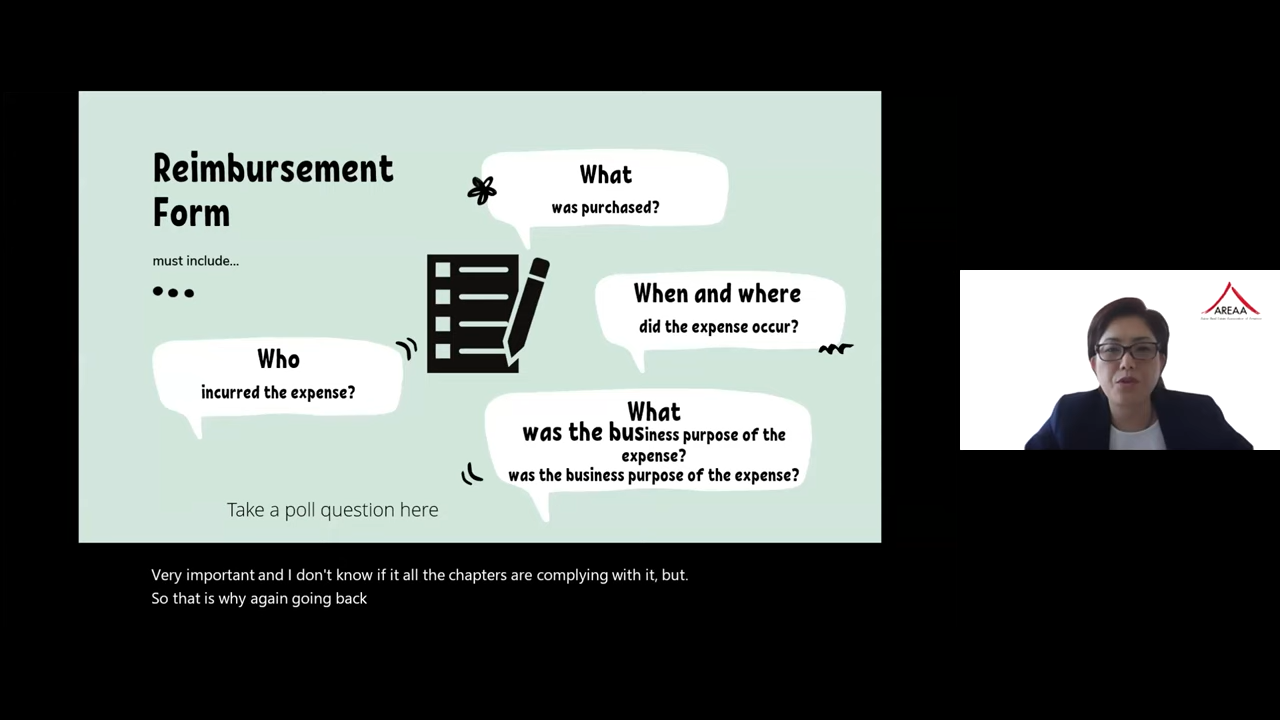 Reimbursement
Form
must include...
What
was purchased?
When and where
did the expense occur?
Who
incurred the expense?
What
was the business purpose of the
expense?
was the business purpose of the expense?
Take a poll question here
Very important and I don't know if it all the chapters are complying with it, but.
So that is why again going back
AREAA